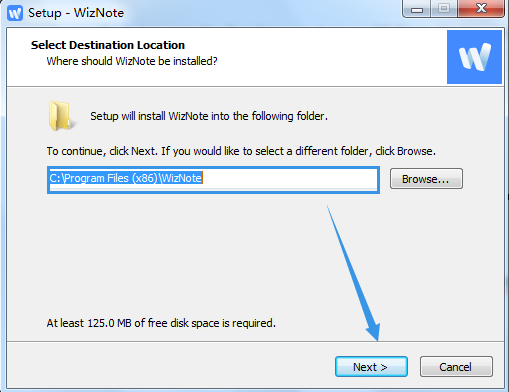 Setup - WizNote
Select Destination Location
Where should WizNote be installed?
Setup will install WizNote into the following folder.
To continue, click Next. If you would like to select a different folder, click Browse.
C:\Program Files (x86)\WizNote
Browse...
At least 125.0 MB of free disk space is required.
Next >
Cancel